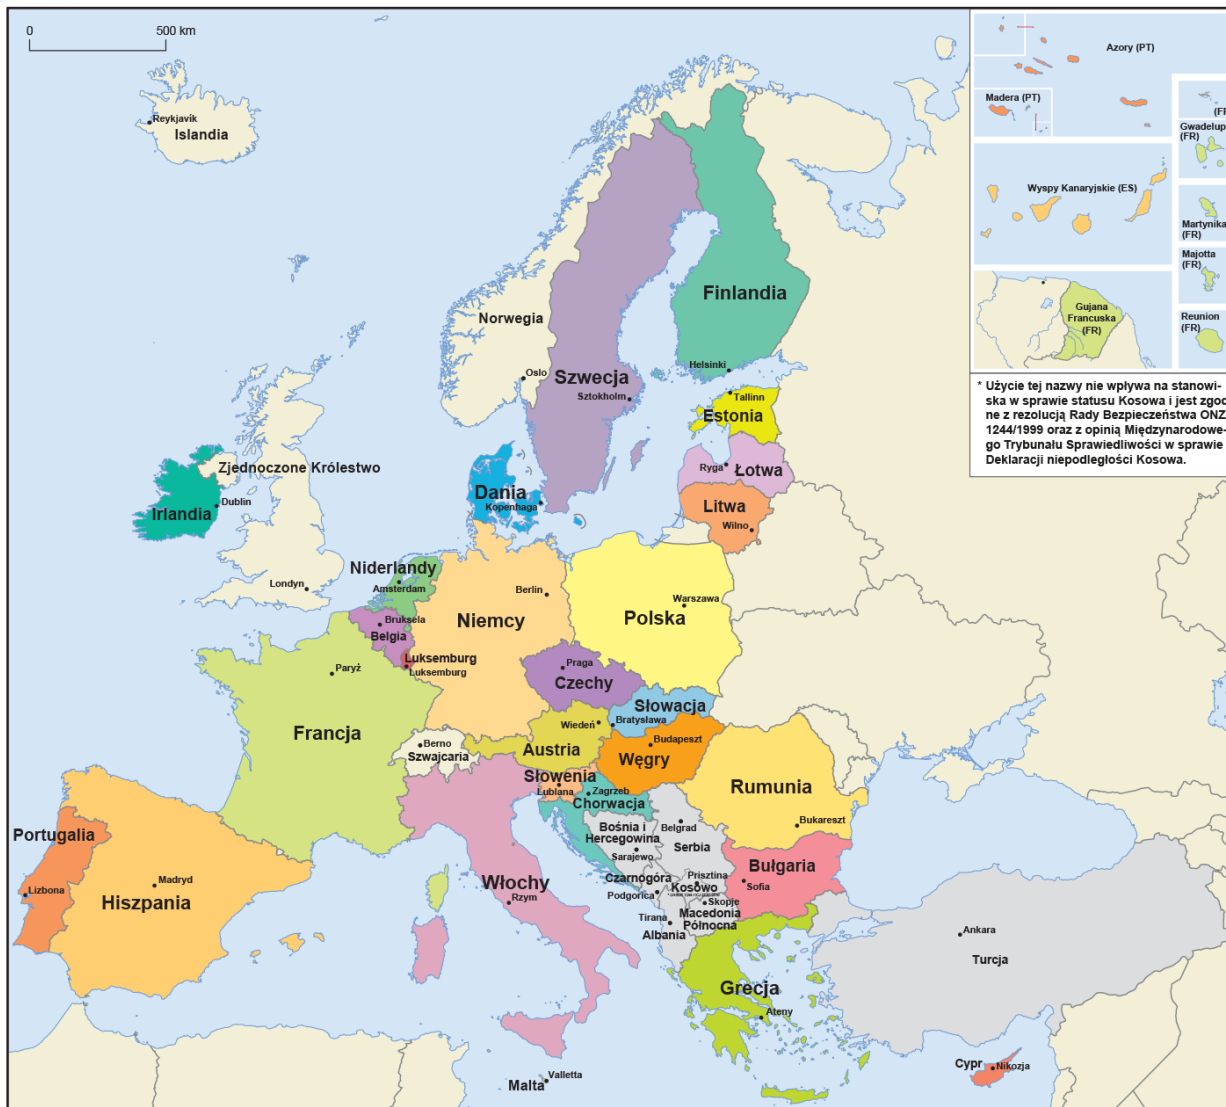 0 500 km
Reykjavik
Islandia
Azory (PT)
Madera (PT)
Gwadelup
(FR)
Wyspy Kanaryjskie (ES)
Martynika
(FR)
Majotta
(FR)
Gujana
Francuska
(FR)
Reunion
(FR)
* Użycie tej nazwy nie wpływa na stanowi-
ska w sprawie statusu Kosowa i jest zgod
ne z rezolucją Rady Bezpieczeństwa ONZ
1244/1999 oraz z opinią Międzynarodowe-
go Trybunału Sprawiedliwości w sprawie
Deklaracji niepodległości Kosowa.
Finlandia
Helsinki
Norwegia
Oslo
Szwecja
Sztokholm
Tallinn
Estonia
Ryga
Łotwa
Litwa
Wilno
Zjednoczone Królestwo
Dublin
Irlandia
Londyn
Dania
Kopenhaga
Niderlandy
Amsterdam
Bruksela
Belgia
Luksemburg
Luksemburg
Berlin
Niemcy
Warszawa
Polska
Praga
Czechy
Słowacja
Bratysława
Wiedeń
Austria
Budapeszt
Węgry
Paryż
Francja
Berno
Szwajcaria
Słowenia
Lublana
Zagrzeb
Chorwacja
Rumunia
Bukareszt
Bośnia i
Hercegowina
Sarajewo
Belgrad
Serbia
Czarnogóra
Podgorica
Prisztina
Kosowo
Skopje
Macedonia
Północna
Tirana
Albania
Bułgaria
Sofia
Portugalia
Lizbona
Madryd
Hiszpania
Włochy
Rzym
Grecja
Ateny
Ankara
Turcja
Malta
Valletta
Cypr
Nikozja